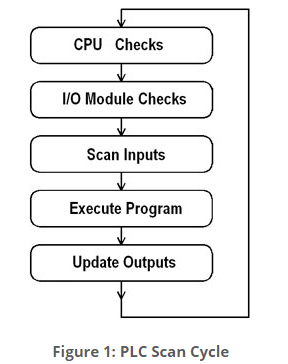 CPU Checks
I/O Module Checks
Scan Inputs
Execute Program
Update Outputs
Figure 1: PLC Scan Cycle